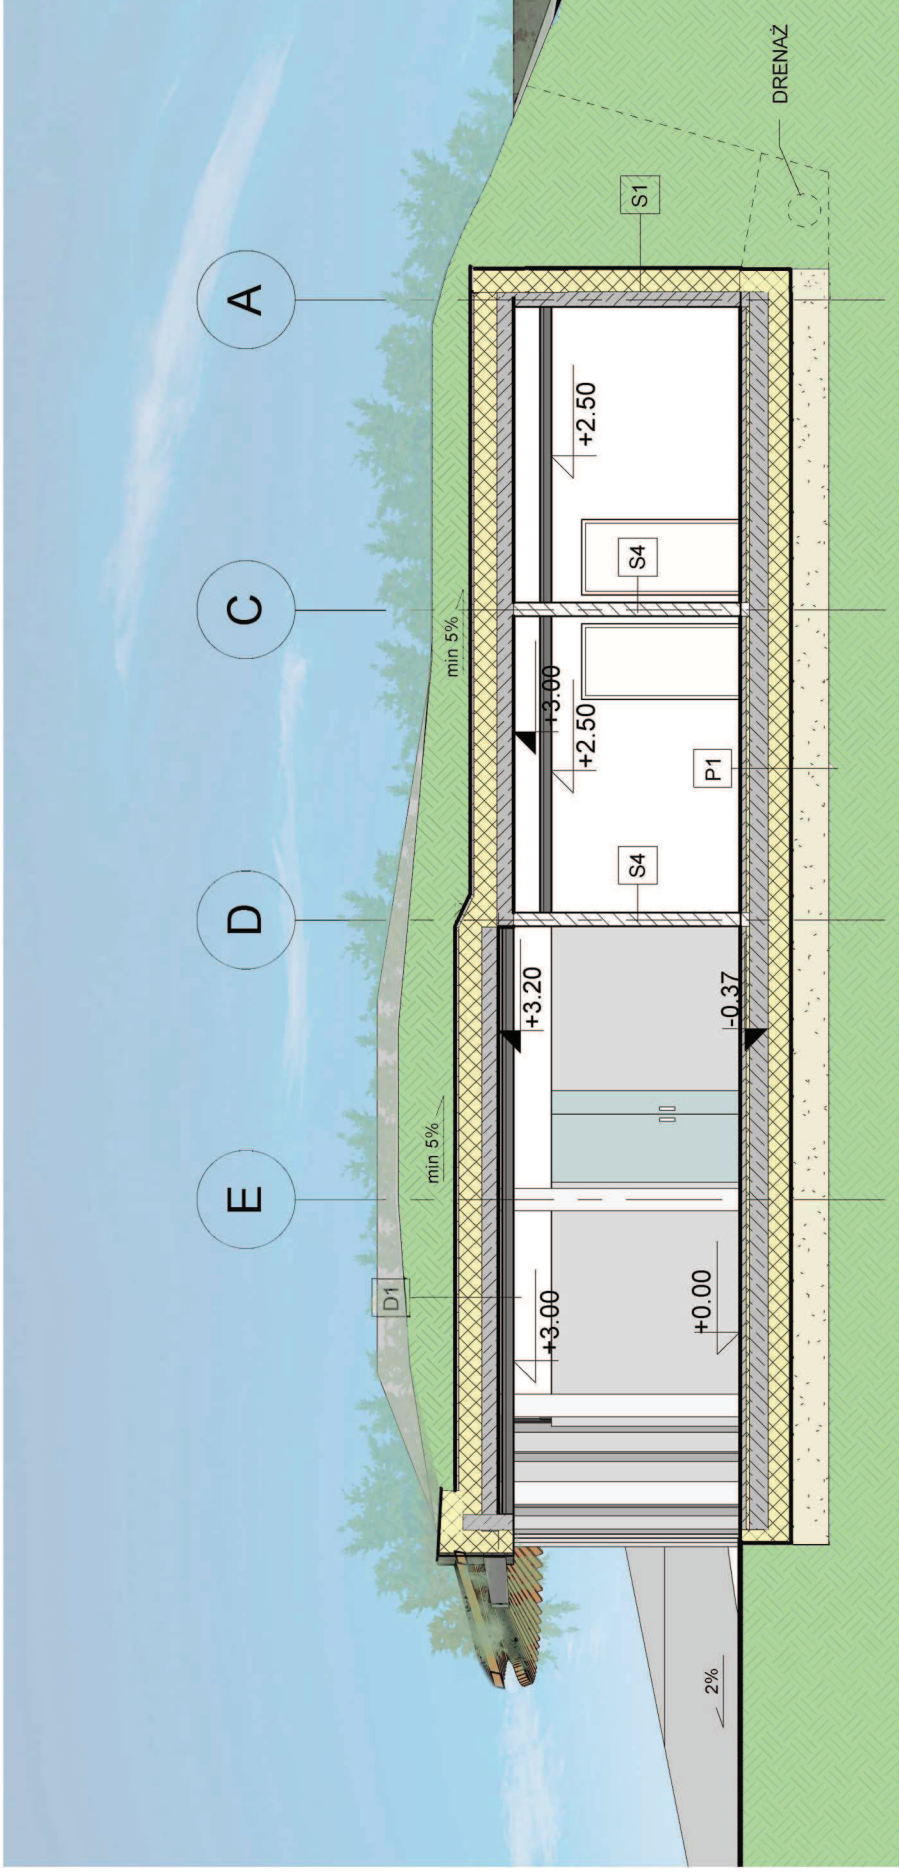 E
D
C
A
D1
min 5%
min 5%
+3.00
+3.20
+3.00
+2.50
+2.50
S4
S4
S1
+0.00
-0.37
P1
2%
DRENAŻ